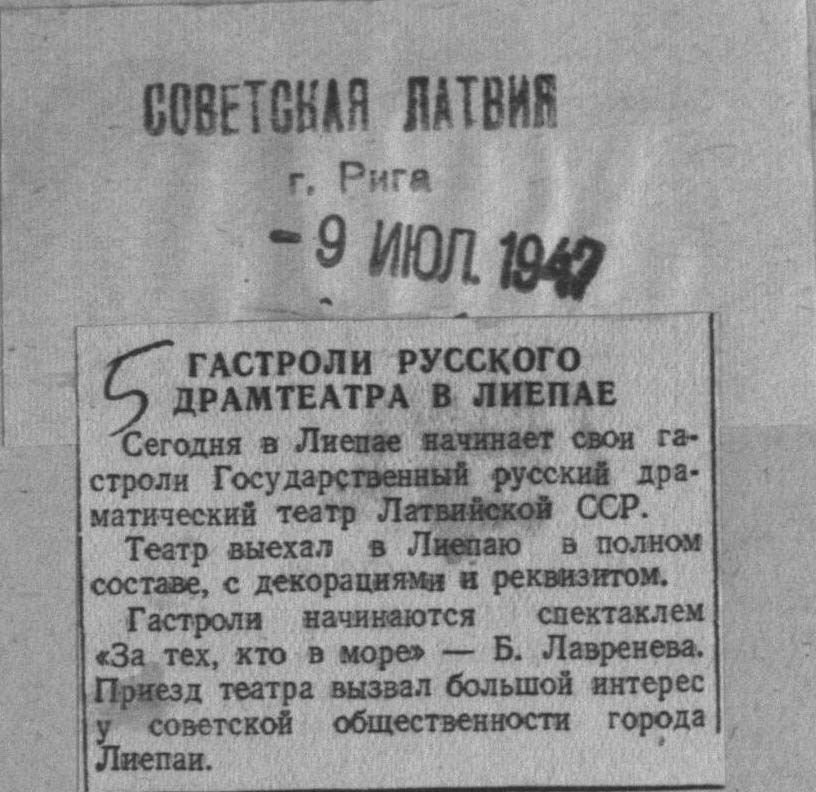 СОВЕТСКАЯ ЛАТВИЯ
г. Рига
- 9 ИЮЛ. 1947
5
ГАСТРОЛИ РУССКОГО
ДРАМТЕАТРА В ЛИЕПАЕ
Сегодня в Лиепае начинает свои га-
строли Государственный русский дра-
матический театр Латвийской ССР.
Театр выехал в Лиепаю в полном
составе, с декорациями и реквизитом.
Гастроли начинаются спектаклем
«За тех, кто в море» — Б. Лавренева.
Приезд театра вызвал большой интерес
у советской общественности города
Лиепаи.